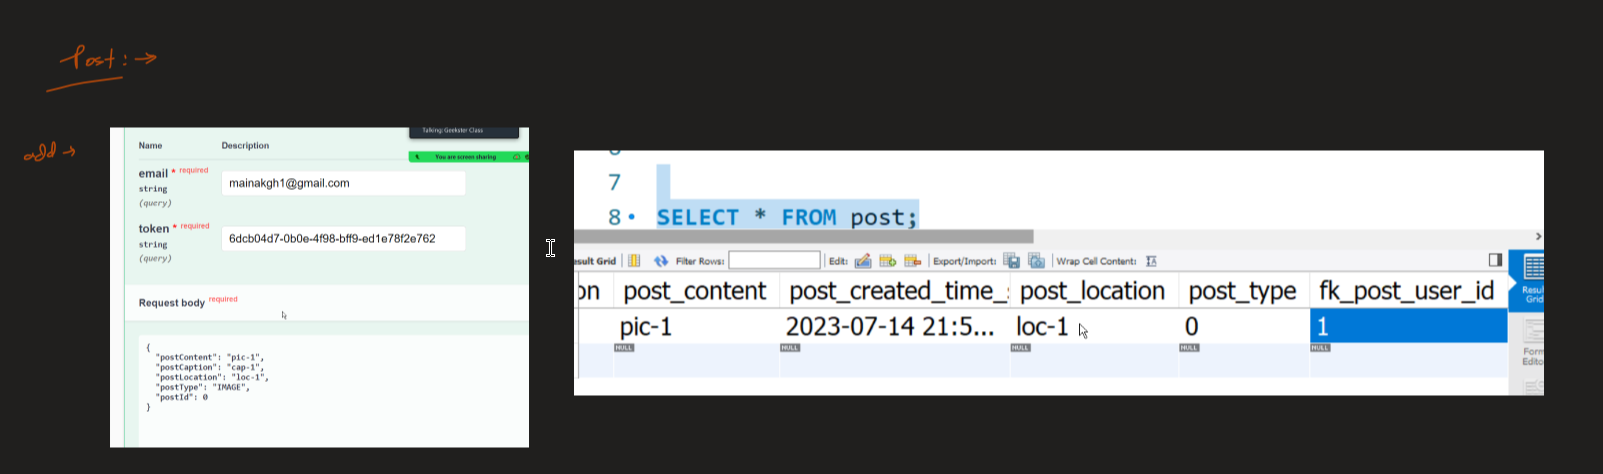 Post: →
add →
Talking: Geekster Class
Name Description
You are screen sharing
email * required
string
(query)
mainakgh1@gmail.com
token * required
string
(query)
6dcb04d7-0b0e-4f98-bff9-ed1e78f2e762
Request body required
{
"postContent": "pic-1",
"postCaption": "cap-1",
"postLocation": "loc-1",
"postType": "IMAGE",
"postId": 0
}
7
8 • SELECT * FROM post;
esult Grid Filter Rows: Edit: Export/Import: Wrap Cell Content:
on post_content post_created_time_ post_location post_type fk_post_user_id
pic-1 2023-07-14 21:5... loc-1 0 1
NULL NULL NULL NULL NULL
Resul
Grid
Form
Edito